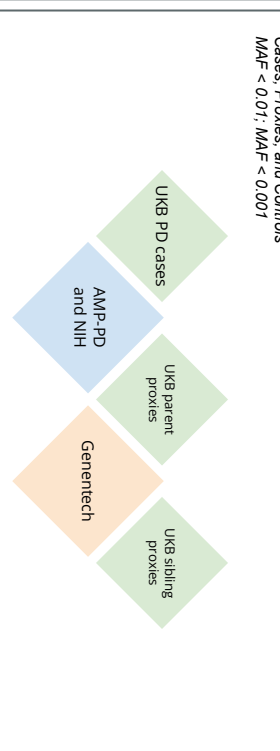 Cases, Proxies, and Controls
MAF < 0.01; MAF < 0.001
UKB PD cases
UKB parent
proxies
UKB sibling
proxies
AMP-PD
and NIH
Genentech